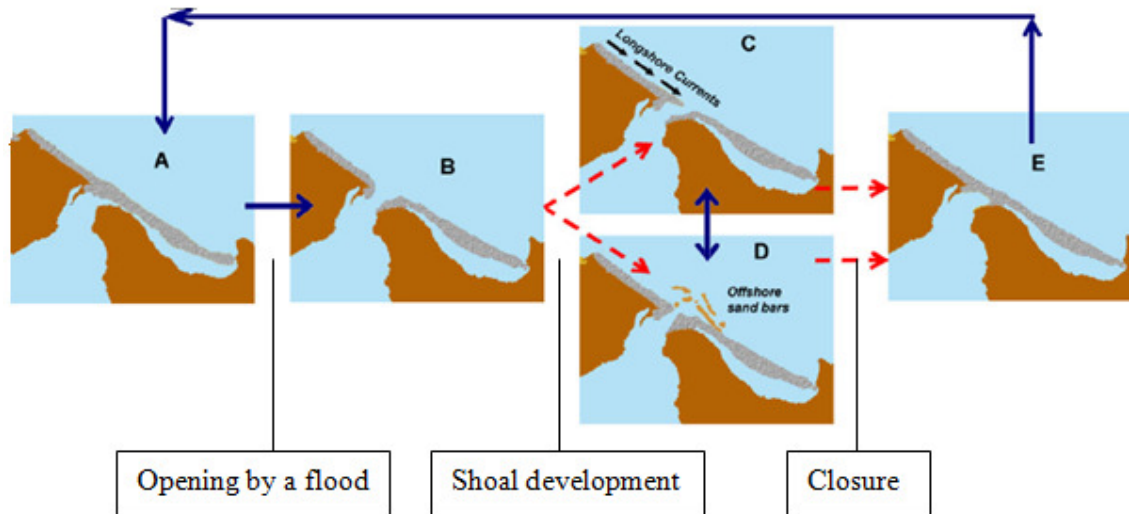 C
Longshore Currents
A
B
E
D
Offshore
sand bars
Opening by a flood
Shoal development
Closure